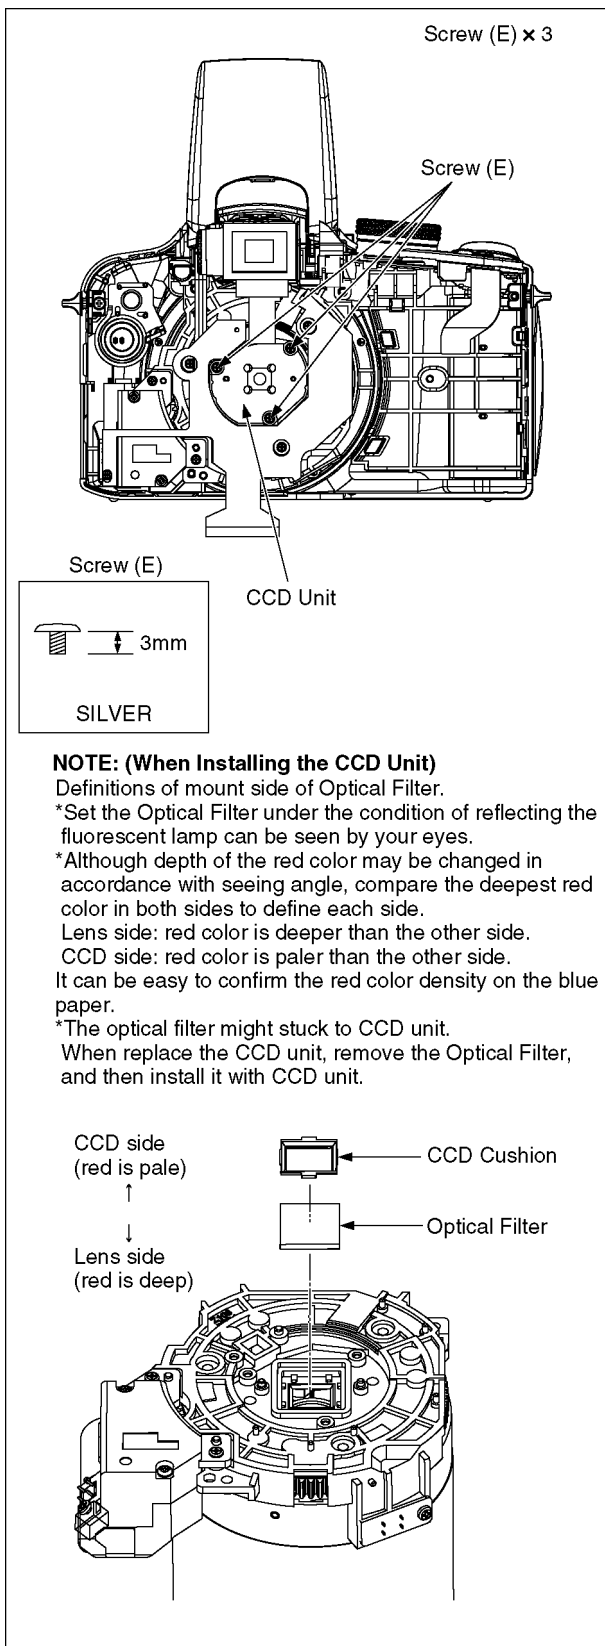 Screw (E) × 3
Screw (E)
Screw (E)
CCD Unit
3mm
SILVER
NOTE: (When Installing the CCD Unit)
Definitions of mount side of Optical Filter.
*Set the Optical Filter under the condition of reflecting the
fluorescent lamp can be seen by your eyes.
*Although depth of the red color may be changed in
accordance with seeing angle, compare the deepest red
color in both sides to define each side.
Lens side: red color is deeper than the other side.
CCD side: red color is paler than the other side.
It can be easy to confirm the red color density on the blue
paper.
*The optical filter might stuck to CCD unit.
When replace the CCD unit, remove the Optical Filter,
and then install it with CCD unit.
CCD side
(red is pale)
↑
↓
Lens side
(red is deep)
CCD Cushion
Optical Filter